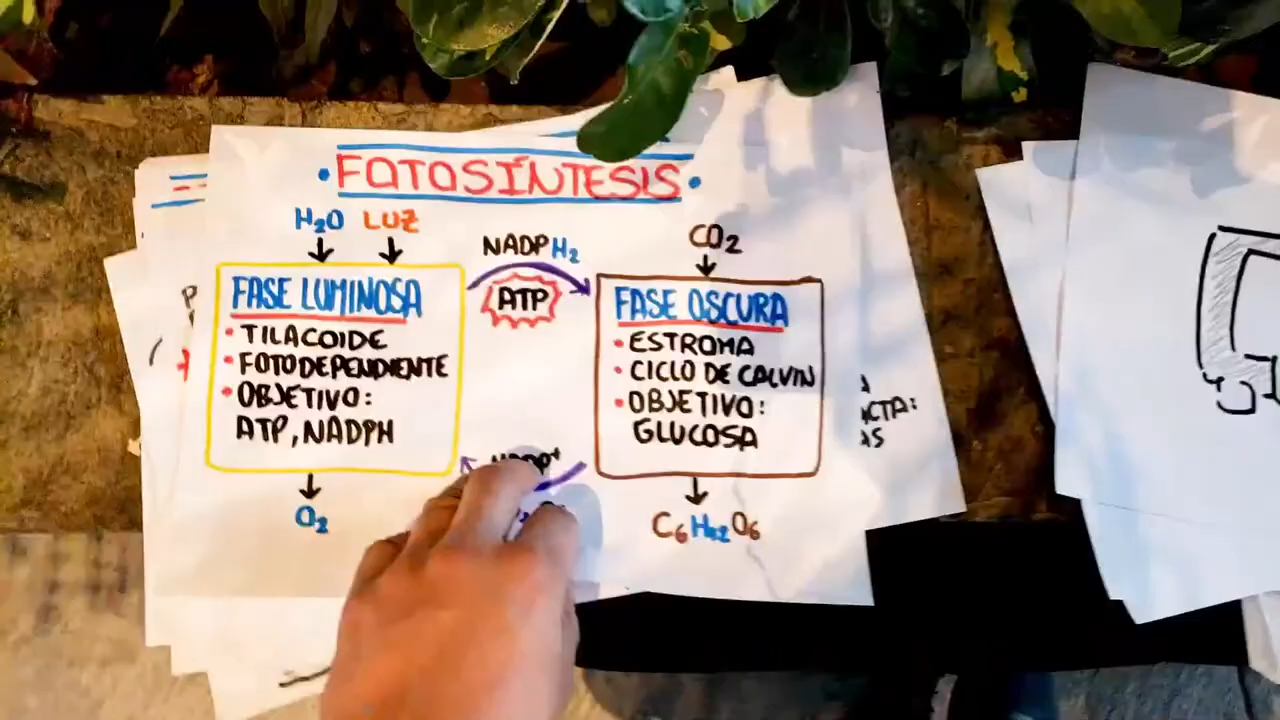 FOTOSÍNTESIS
H₂O LUZ
NADPH₂
ATP
CO₂
FASE LUMINOSA
• TILACOIDE
• FOTODEPENDIENTE
• OBJETIVO:
ATP, NADPH
O₂
FASE OSCURA
• ESTROMA
• CICLO DE CALVIN
• OBJETIVO:
GLUCOSA
C₆H₁₂O₆